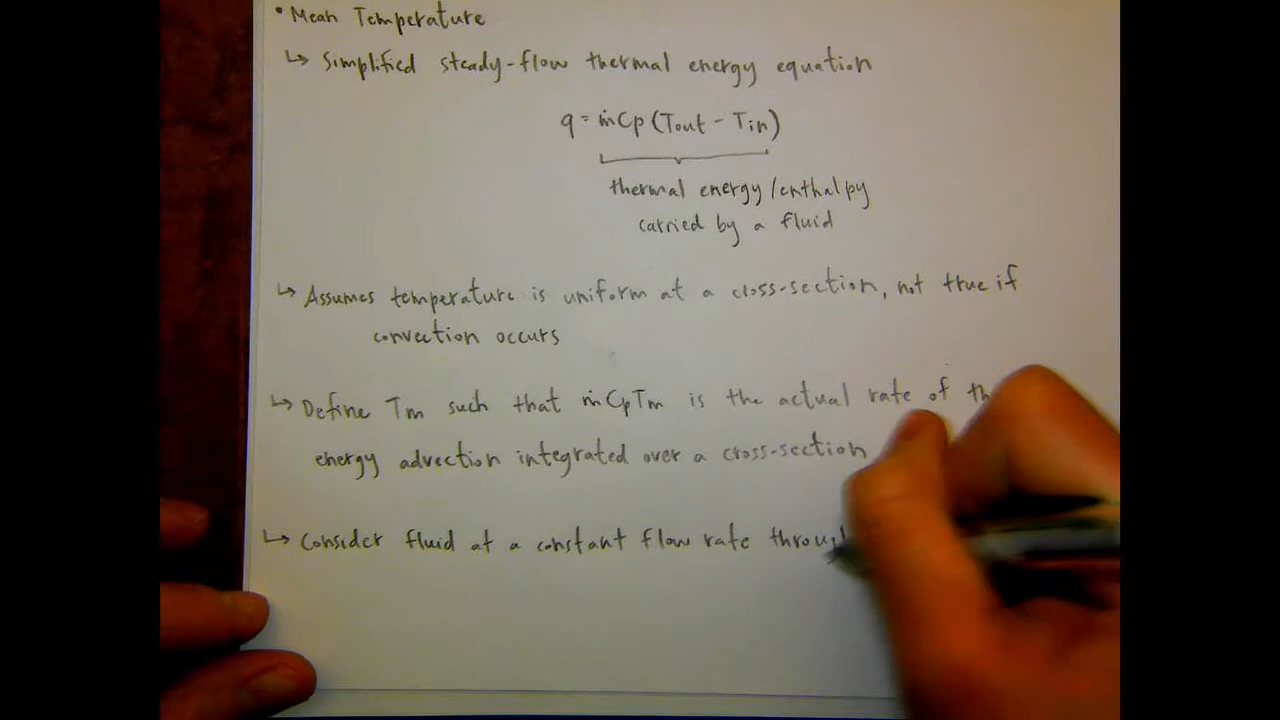 • Mean Temperature
↳ Simplified steady-flow thermal energy equation
q = ṁCp (Tout - Tin)
thermal energy/enthalpy
carried by a fluid
↳ Assumes temperature is uniform at a cross-section, not true if
convection occurs
↳ Define Tm such that ṁCpTm is the actual rate of
energy advection integrated over a cross-section
↳ Consider fluid at a constant flow rate